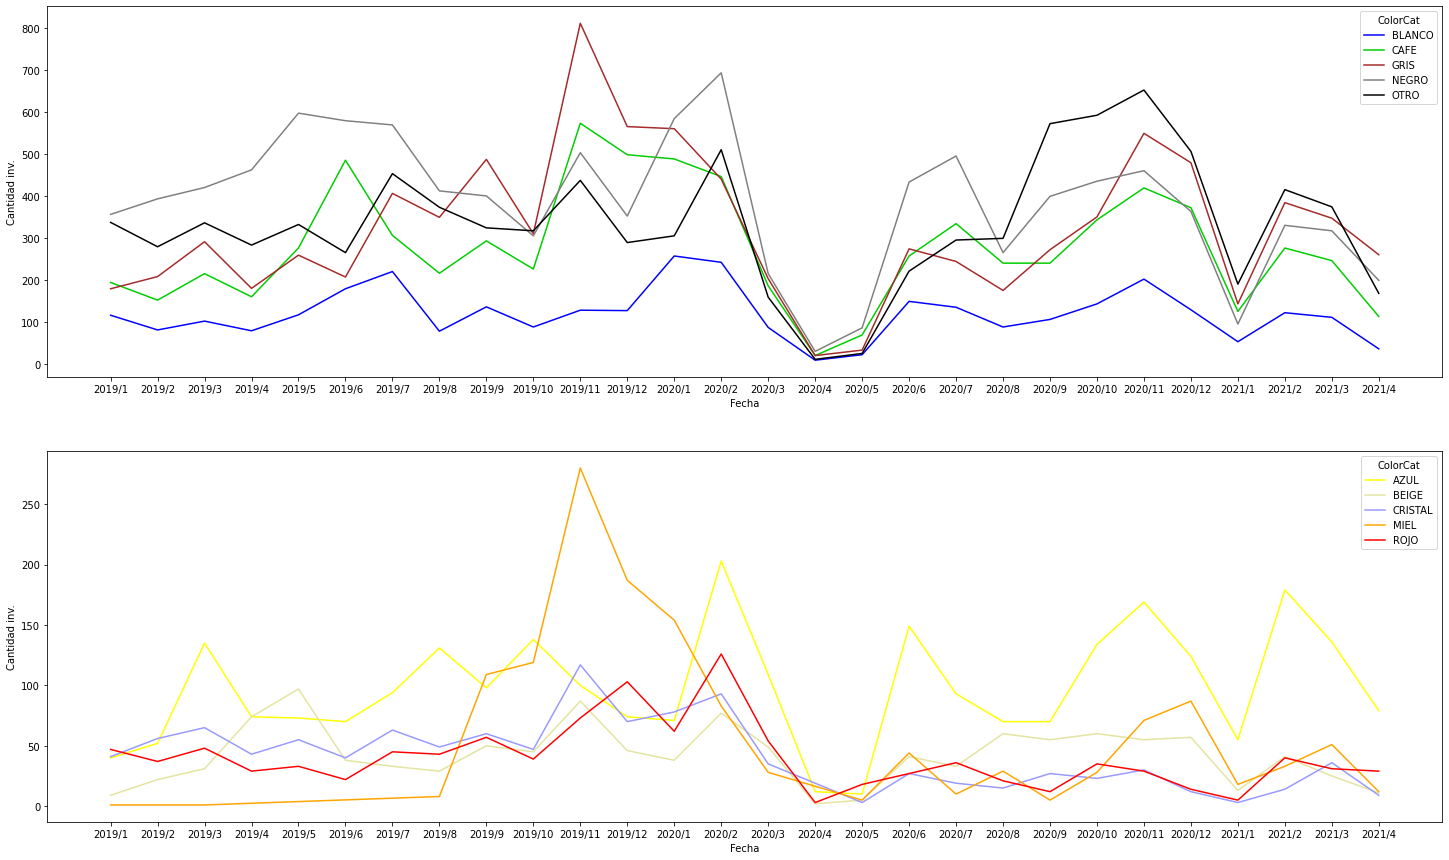 800
700
600
500
400
300
200
100
0
Cantidad inv.
ColorCat
BLANCO
CAFE
GRIS
NEGRO
OTRO
2019/1 2019/2 2019/3 2019/4 2019/5 2019/6 2019/7 2019/8 2019/9 2019/10 2019/11 2019/12 2020/1 2020/2 2020/3 2020/4 2020/5 2020/6 2020/7 2020/8 2020/9 2020/10 2020/11 2020/12 2021/1 2021/2 2021/3 2021/4
Fecha
250
200
150
100
50
0
Cantidad inv.
ColorCat
AZUL
BEIGE
CRISTAL
MIEL
ROJO
2019/1 2019/2 2019/3 2019/4 2019/5 2019/6 2019/7 2019/8 2019/9 2019/10 2019/11 2019/12 2020/1 2020/2 2020/3 2020/4 2020/5 2020/6 2020/7 2020/8 2020/9 2020/10 2020/11 2020/12 2021/1 2021/2 2021/3 2021/4
Fecha